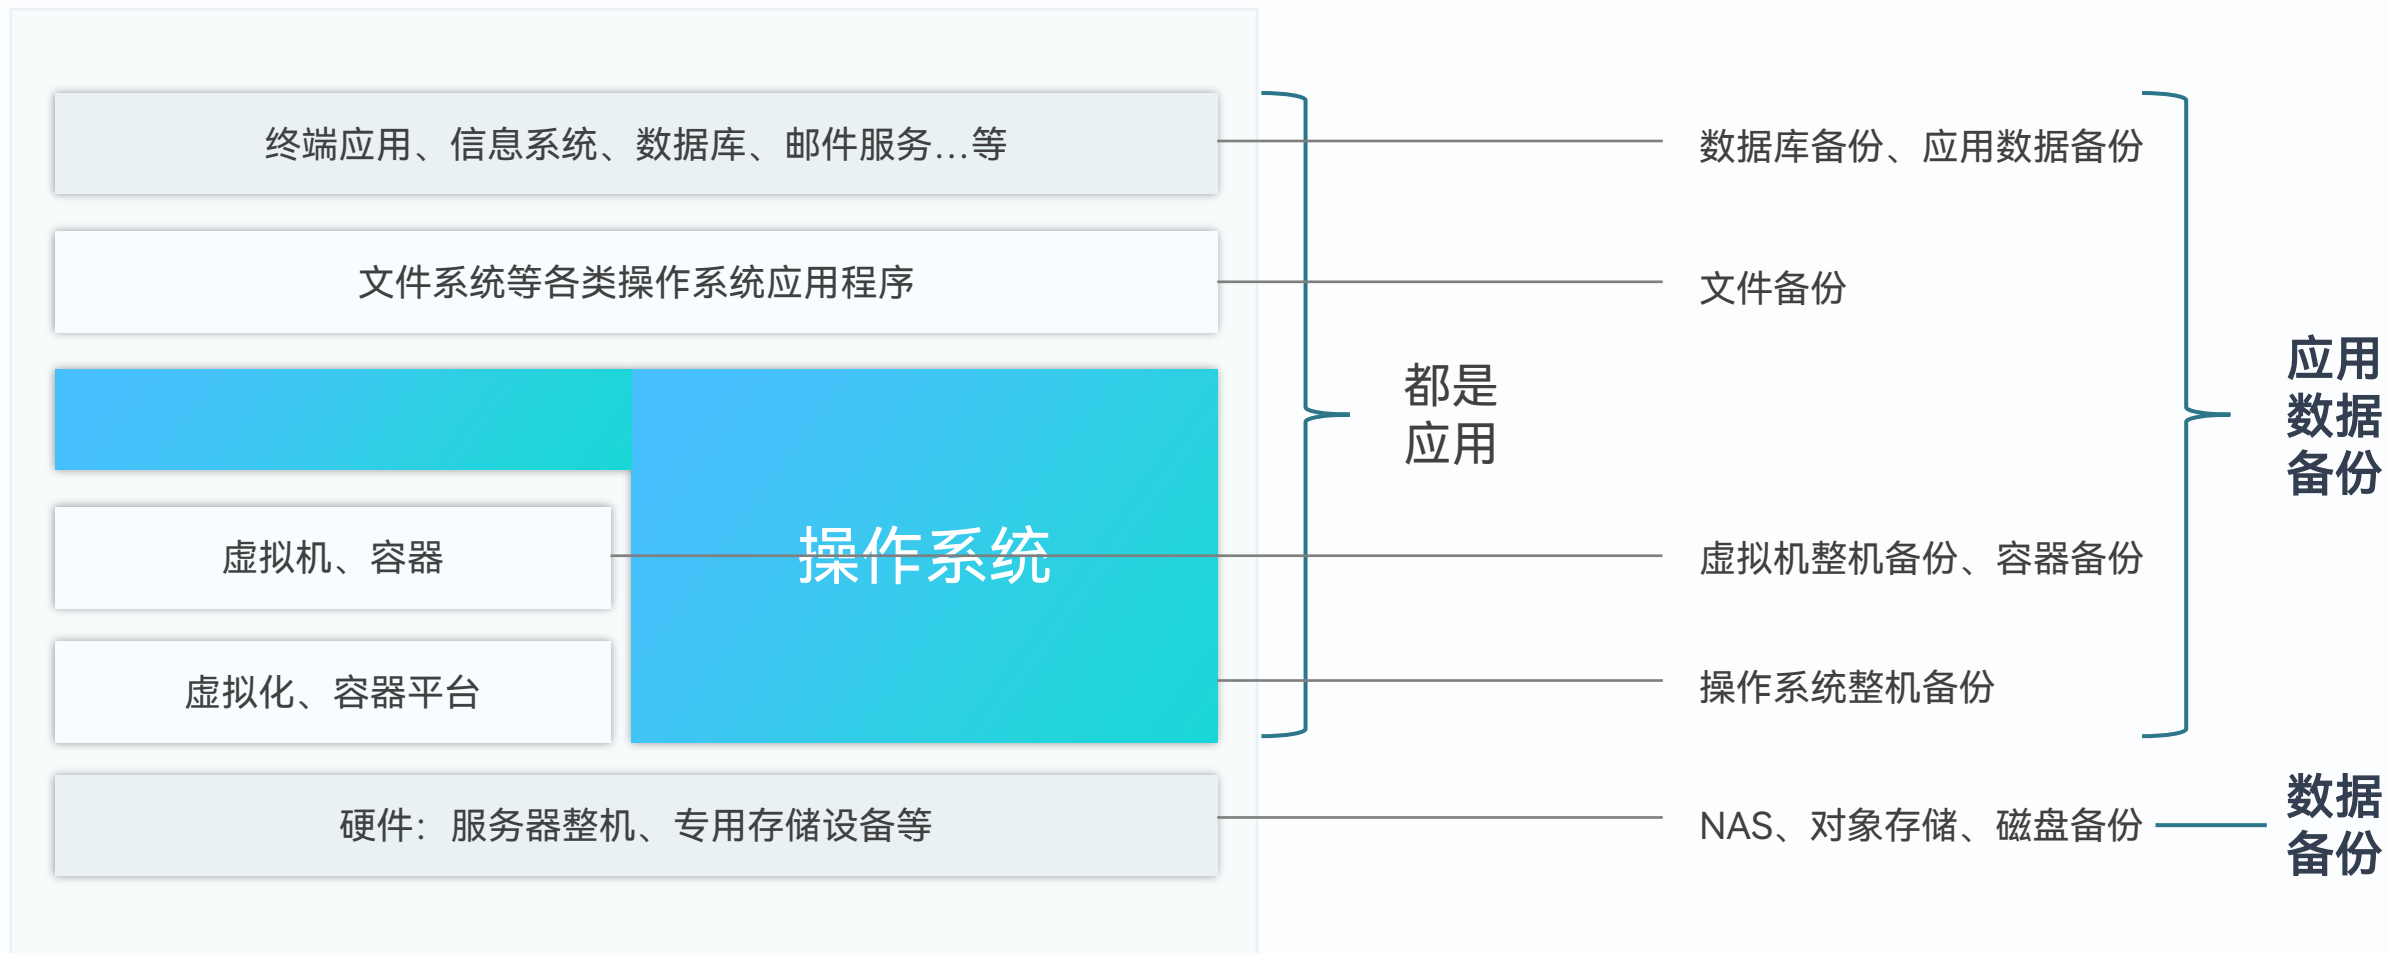 终端应用、信息系统、数据库、邮件服务...等
数据库备份、应用数据备份
文件系统等各类操作系统应用程序
文件备份
都是
应用
应用
数据
备份
虚拟机、容器
操作系统
虚拟机整机备份、容器备份
虚拟化、容器平台
操作系统整机备份
硬件：服务器整机、专用存储设备等
NAS、对象存储、磁盘备份
数据
备份